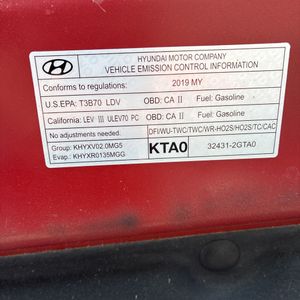 HYUNDAI MOTOR COMPANY
VEHICLE EMISSION CONTROL INFORMATION
Conforms to regulations: 2019 MY
U.S.EPA: T3B70 LDV OBD: CA II Fuel: Gasoline
California: LEV III ULEV70 PC OBD: CA II Fuel: Gasoline
No adjustments needed. DFI/WU-TWC/TWC/WR-HO2S/HO2S/TC/CAC
Group: KHYXV02.0MG5
Evap: KHYXR0135MGG
KTA0 32431-2GTA0